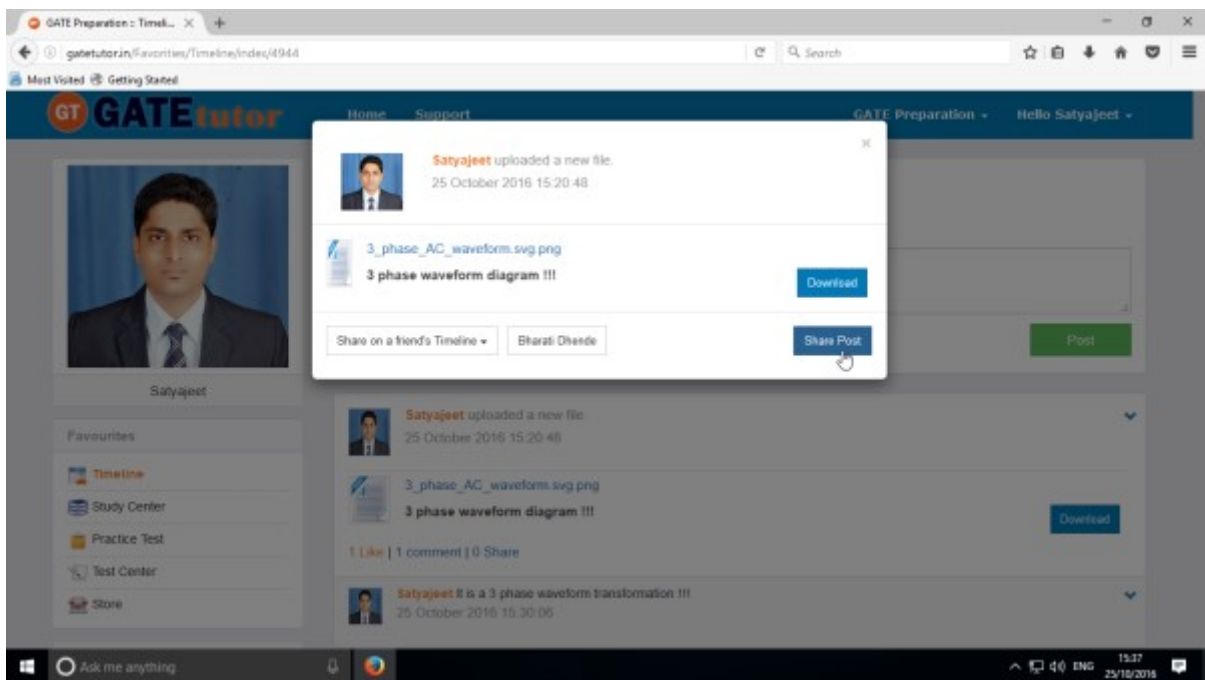 GATE Preparation :: Timeli...
gatetutor.in/Favorities/Timeline/index/4944
Search
Most Visited Getting Started
GT GATEtutor Home Support GATE Preparation Hello Satyajeet
Satyajeet uploaded a new file.
25 October 2016 15:20:48
3_phase_AC_waveform.svg.png
3 phase waveform diagram !!!
Download
Share on a friend's Timeline Bharati Dhende Share Post
Post
Satyajeet
Favourites
Timeline
Study Center
Practice Test
Test Center
Store
Satyajeet uploaded a new file.
25 October 2016 15:20:48
3_phase_AC_waveform.svg.png
3 phase waveform diagram !!!
Download
1 Like | 1 comment | 0 Share
Satyajeet It is a 3 phase waveform transformation !!!
25 October 2016 15:30:06
Ask me anything
ENG
15:37
25/10/2016